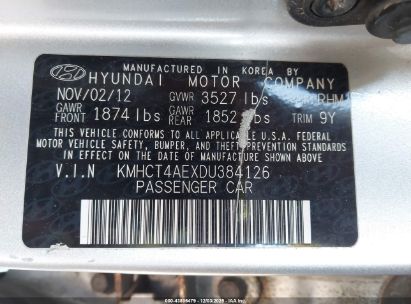 MANUFACTURED IN KOREA BY
HYUNDAI MOTOR COMPANY
NOV/02/12 GVWR 3527 lbs RHM
GAWR FRONT 1874 lbs GAWR REAR 1852 lbs TRIM 9Y
THIS VEHICLE CONFORMS TO ALL APPLICABLE U.S. FEDERAL
MOTOR VEHICLE SAFETY, BUMPER, AND THEFT PREVENTION
STANDARDS IN EFFECT ON THE DATE OF MANUFACTURE
SHOWN ABOVE.
V.I.N KMHCT4AEXDU384126
PASSENGER CAR